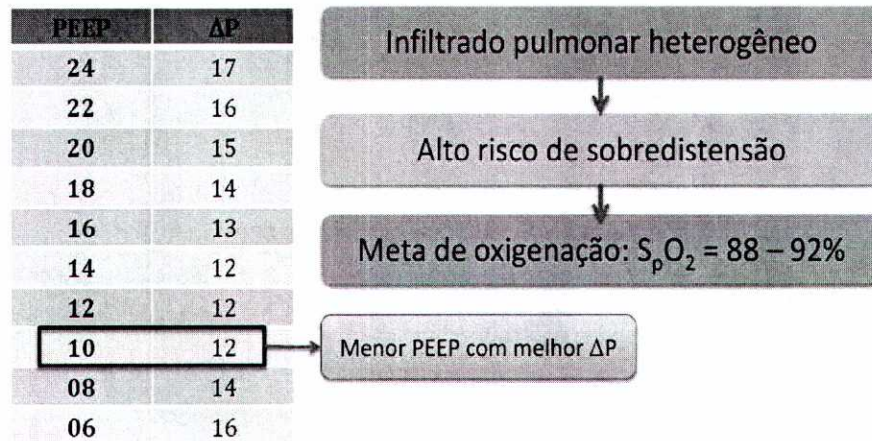 PEEP ΔP
24 17
22 16
20 15
18 14
16 13
14 12
12 12
10 12
08 14
06 16
Infiltrado pulmonar heterogêneo
Alto risco de sobredistensão
Meta de oxigenação: SpO2 = 88 – 92%
Menor PEEP com melhor ΔP